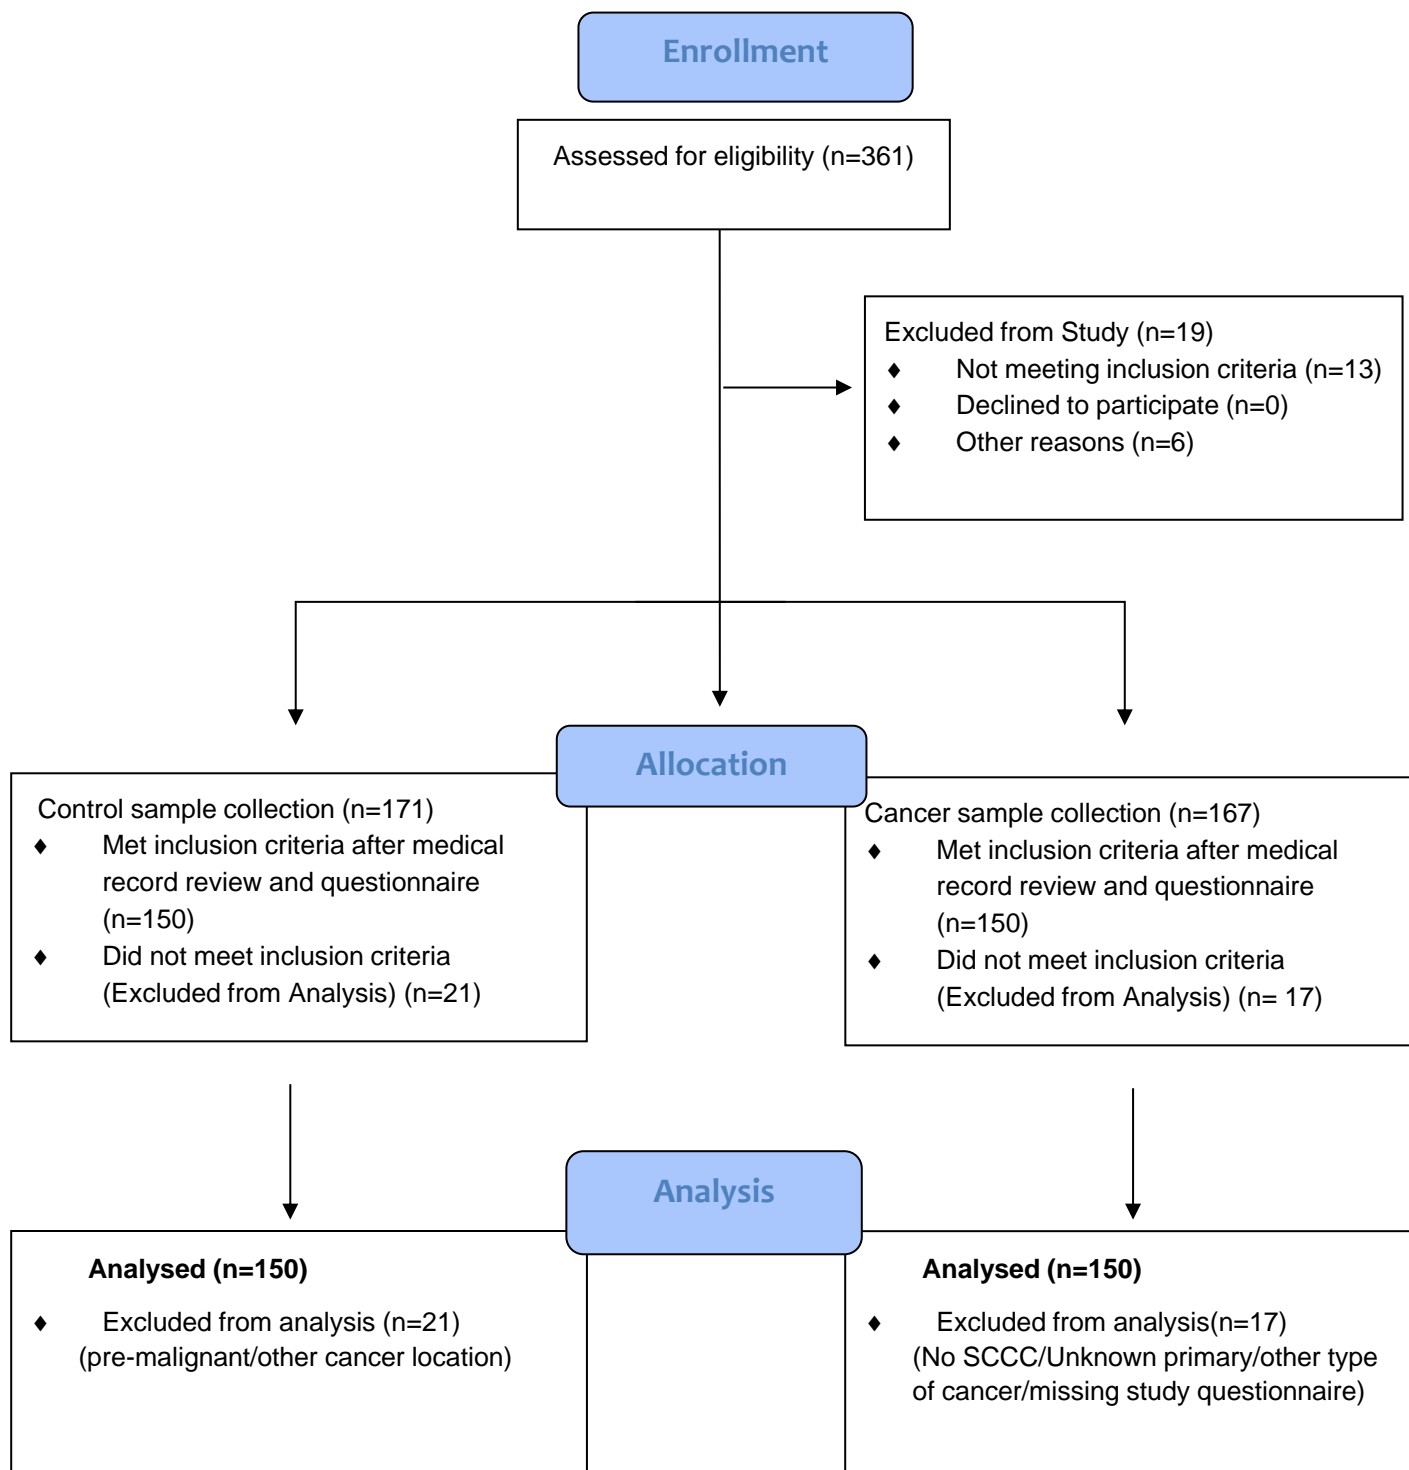 Enrollment
Assessed for eligibility (n=361)
Excluded from Study (n=19)
♦ Not meeting inclusion criteria (n=13)
♦ Declined to participate (n=0)
♦ Other reasons (n=6)
Allocation
Control sample collection (n=171)
♦ Met inclusion criteria after medical
record review and questionnaire
(n=150)
♦ Did not meet inclusion criteria
(Excluded from Analysis) (n=21)
Cancer sample collection (n=167)
♦ Met inclusion criteria after medical
record review and questionnaire
(n=150)
♦ Did not meet inclusion criteria
(Excluded from Analysis) (n= 17)
Analysis
Analysed (n=150)
♦ Excluded from analysis (n=21)
(pre-malignant/other cancer location)
Analysed (n=150)
♦ Excluded from analysis(n=17)
(No SCCC/Unknown primary/other type
of cancer/missing study questionnaire)